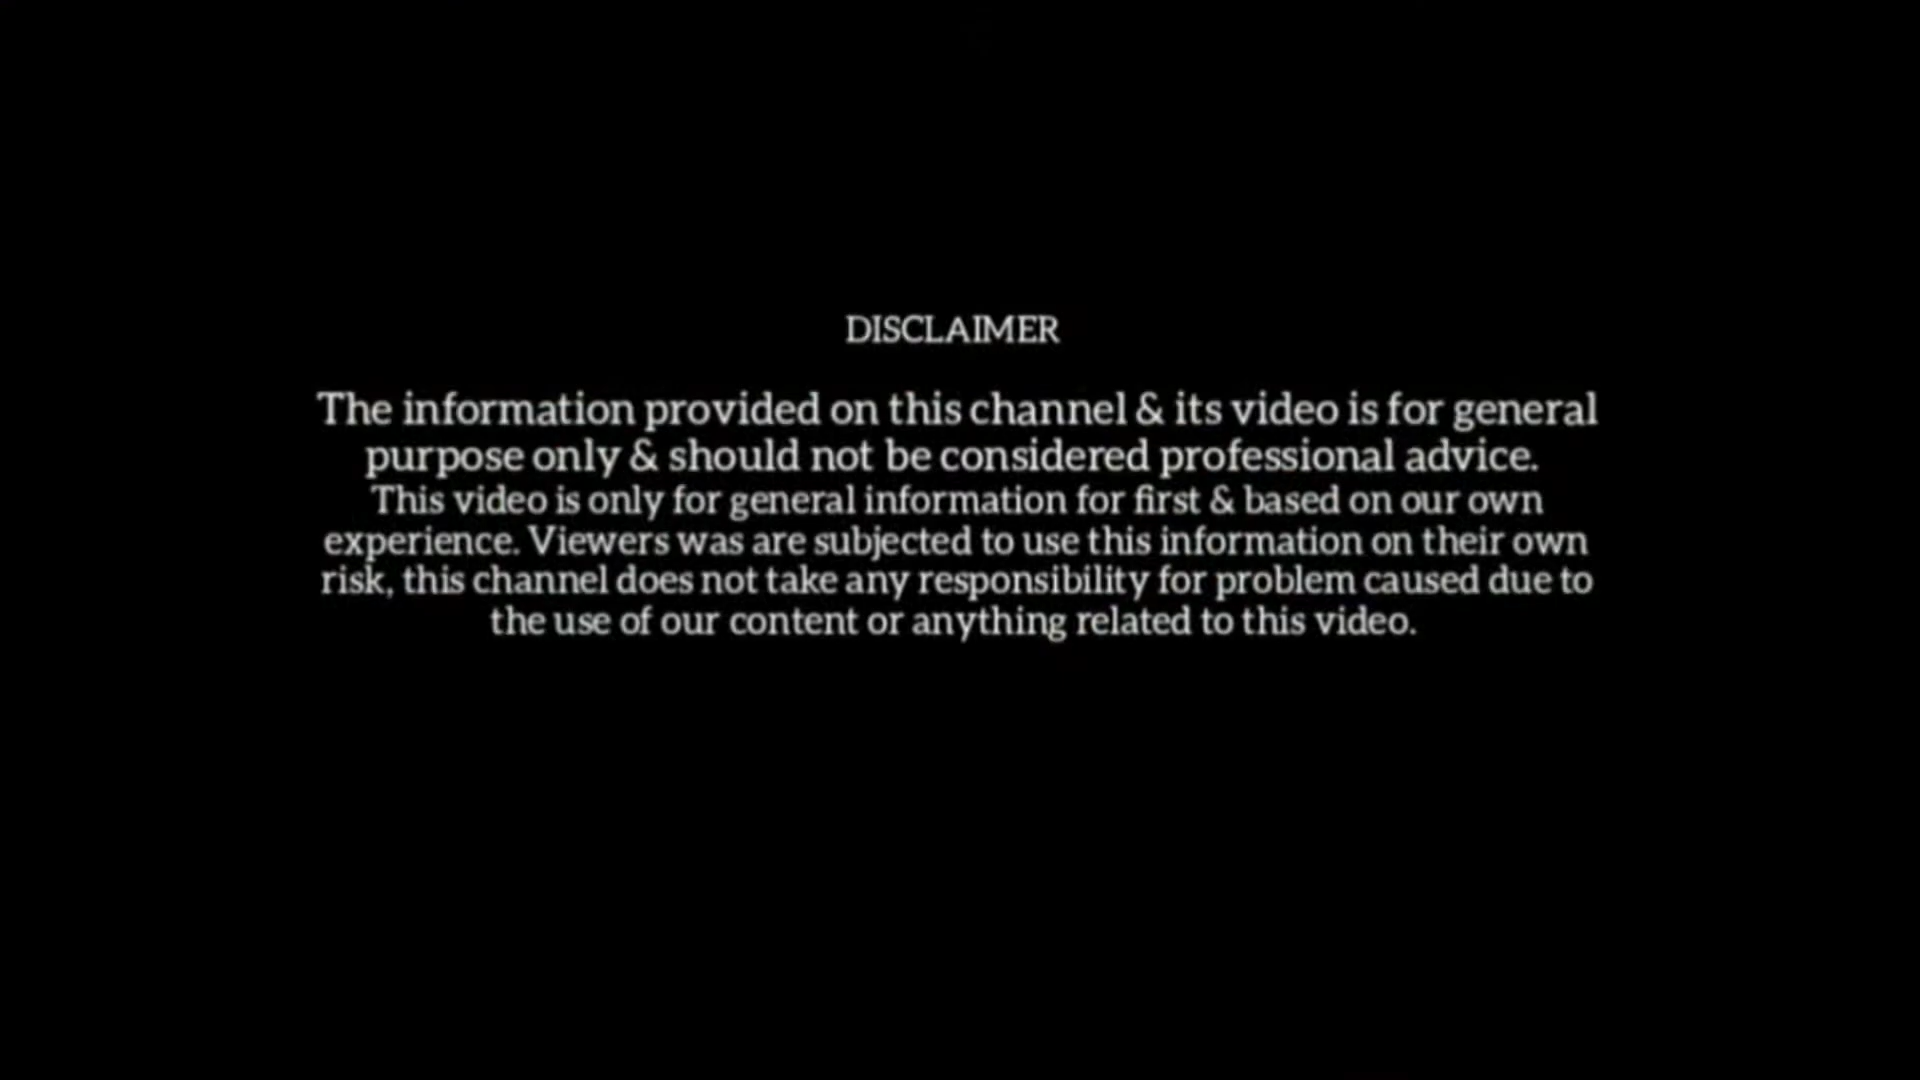 DISCLAIMER
The information provided on this channel & its video is for general
purpose only & should not be considered professional advice.
This video is only for general information for first & based on our own
experience. Viewers was are subjected to use this information on their own
risk, this channel does not take any responsibility for problem caused due to
the use of our content or anything related to this video.